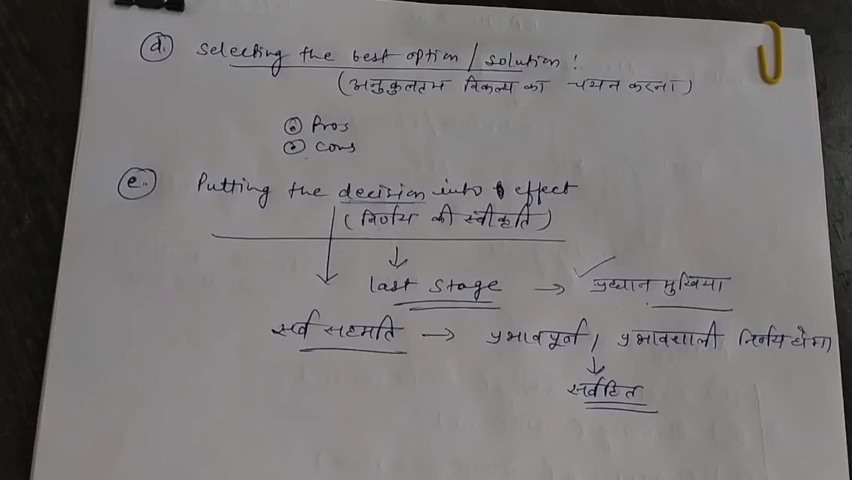 d. Selecting the best option / solution:
(अनुकुलतम विकल्प का चयन करना)
Pros
Cons
e. Putting the decision into effect
(निर्णय की स्वीकृति)
↓
last stage → प्रधान मुखिया
सर्व सहमति → प्रभावपूर्न, प्रभावशाली निर्नय होगा
↓
सर्वहित